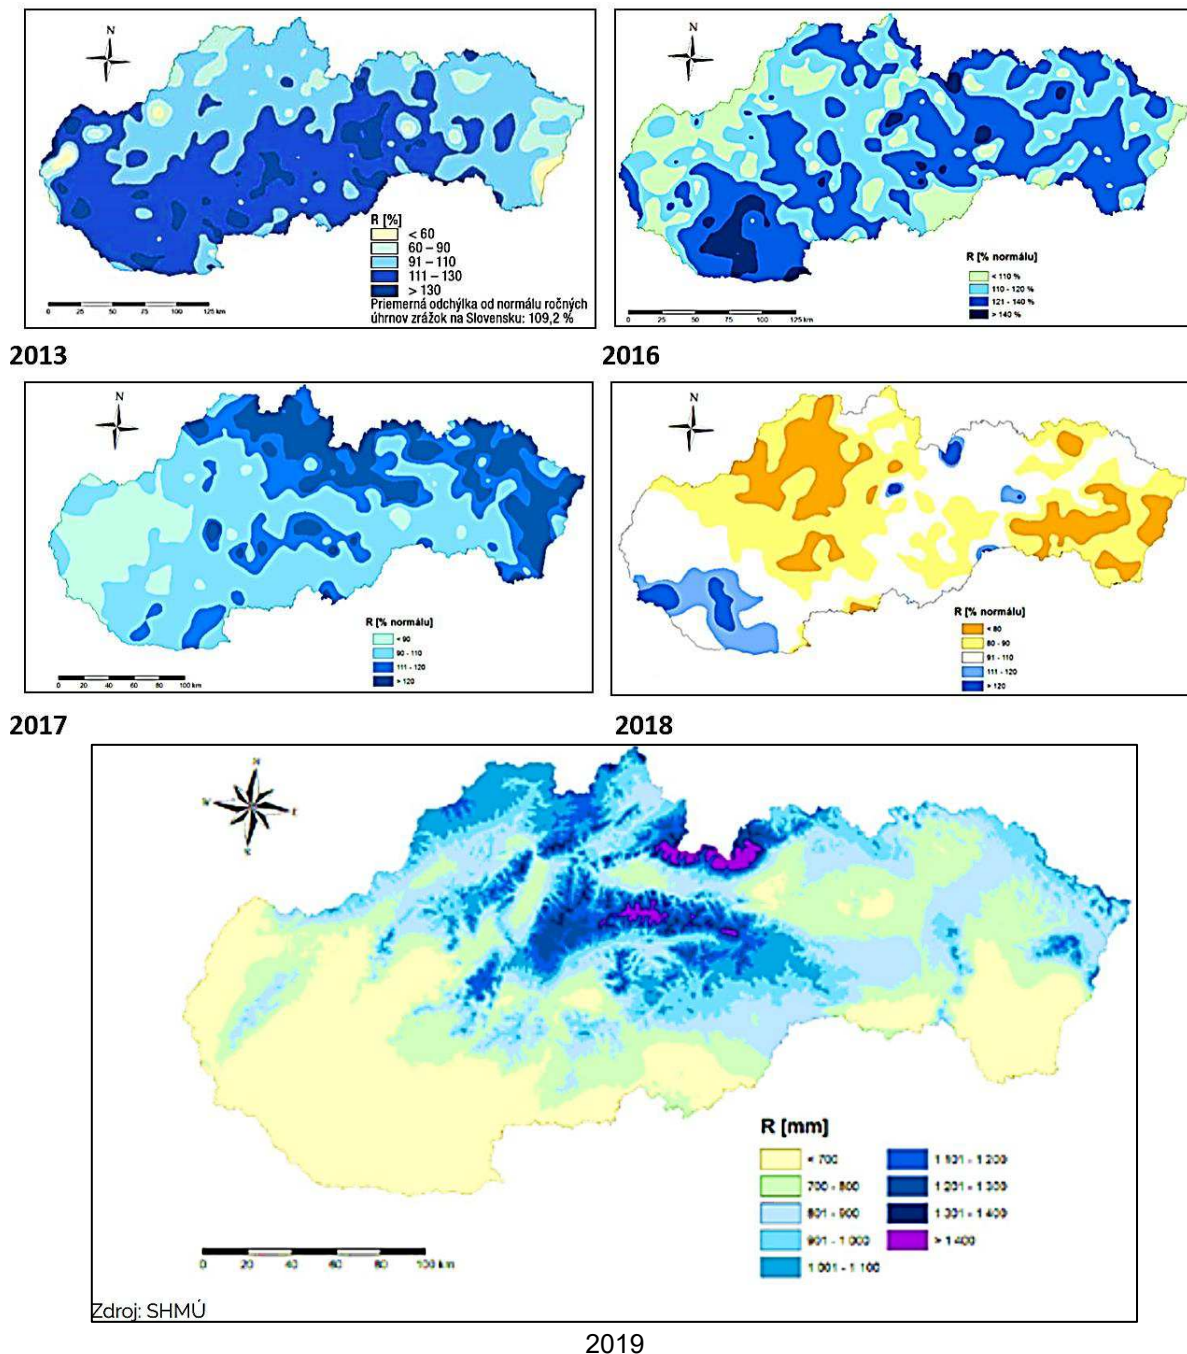 N
R [%]
< 60
60 – 90
91 – 110
111 – 130
> 130
Priemerná odchýlka od normálu ročných
úhrnov zrážok na Slovensku: 109,2 %
0 25 50 75 100 125 km
2013
N
R [% normálu]
< 110 %
110 - 120 %
121 - 140 %
> 140 %
0 25 50 75 100 125 km
2016
N
R [% normálu]
< 90
90 - 110
111 - 120
> 120
0 20 40 60 80 100 km
2017
N
R [% normálu]
< 80
80 - 90
91 - 110
111 - 120
> 120
2018
N
W E
S
R [mm]
< 700
700 - 800
801 - 900
901 - 1 000
1 001 - 1 100
1 101 - 1 200
1 201 - 1 300
1 301 - 1 400
> 1 400
0 20 40 60 80 100 km
Zdroj: SHMÚ
2019